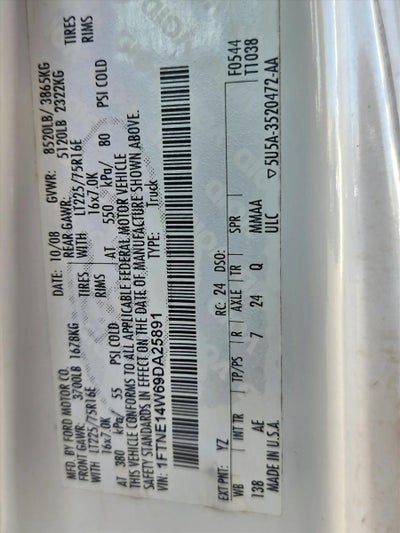 MFD. BY FORD MOTOR CO.
DATE: 10/08 GVWR: 8520LB/ 3865KG
FRONT GAWR: 3700LB 1678KG
REAR GAWR: 5120LB 2322KG
WITH LT225/75R16E TIRES
WITH LT225/75R16E TIRES
16x7.0K RIMS
16x7.0K RIMS
AT 380 kPa/ 55 PSI COLD
AT 550 kPa/ 80 PSI COLD
THIS VEHICLE CONFORMS TO ALL APPLICABLE FEDERAL MOTOR VEHICLE
SAFETY STANDARDS IN EFFECT ON THE DATE OF MANUFACTURE SHOWN ABOVE.
VIN: 1FTNE14W69DA25891
TYPE: Truck
F0544
T1038
EXT PNT: YZ RC: 24 DSO:
WB INT TR TP/PS R AXLE TR SPR
138 AE 7 24 Q MMAA
MADE IN U.S.A. ULC ▽5U5A-3520472-AA